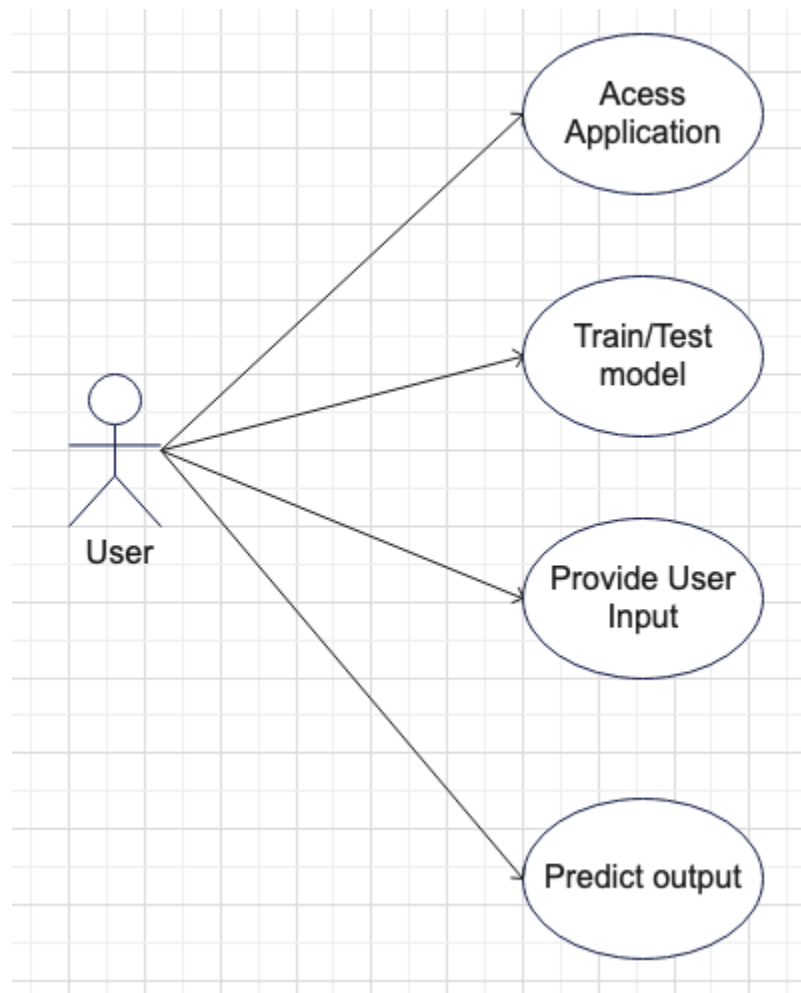 Acess
Application
Train/Test
model
User
Provide User
Input
Predict output